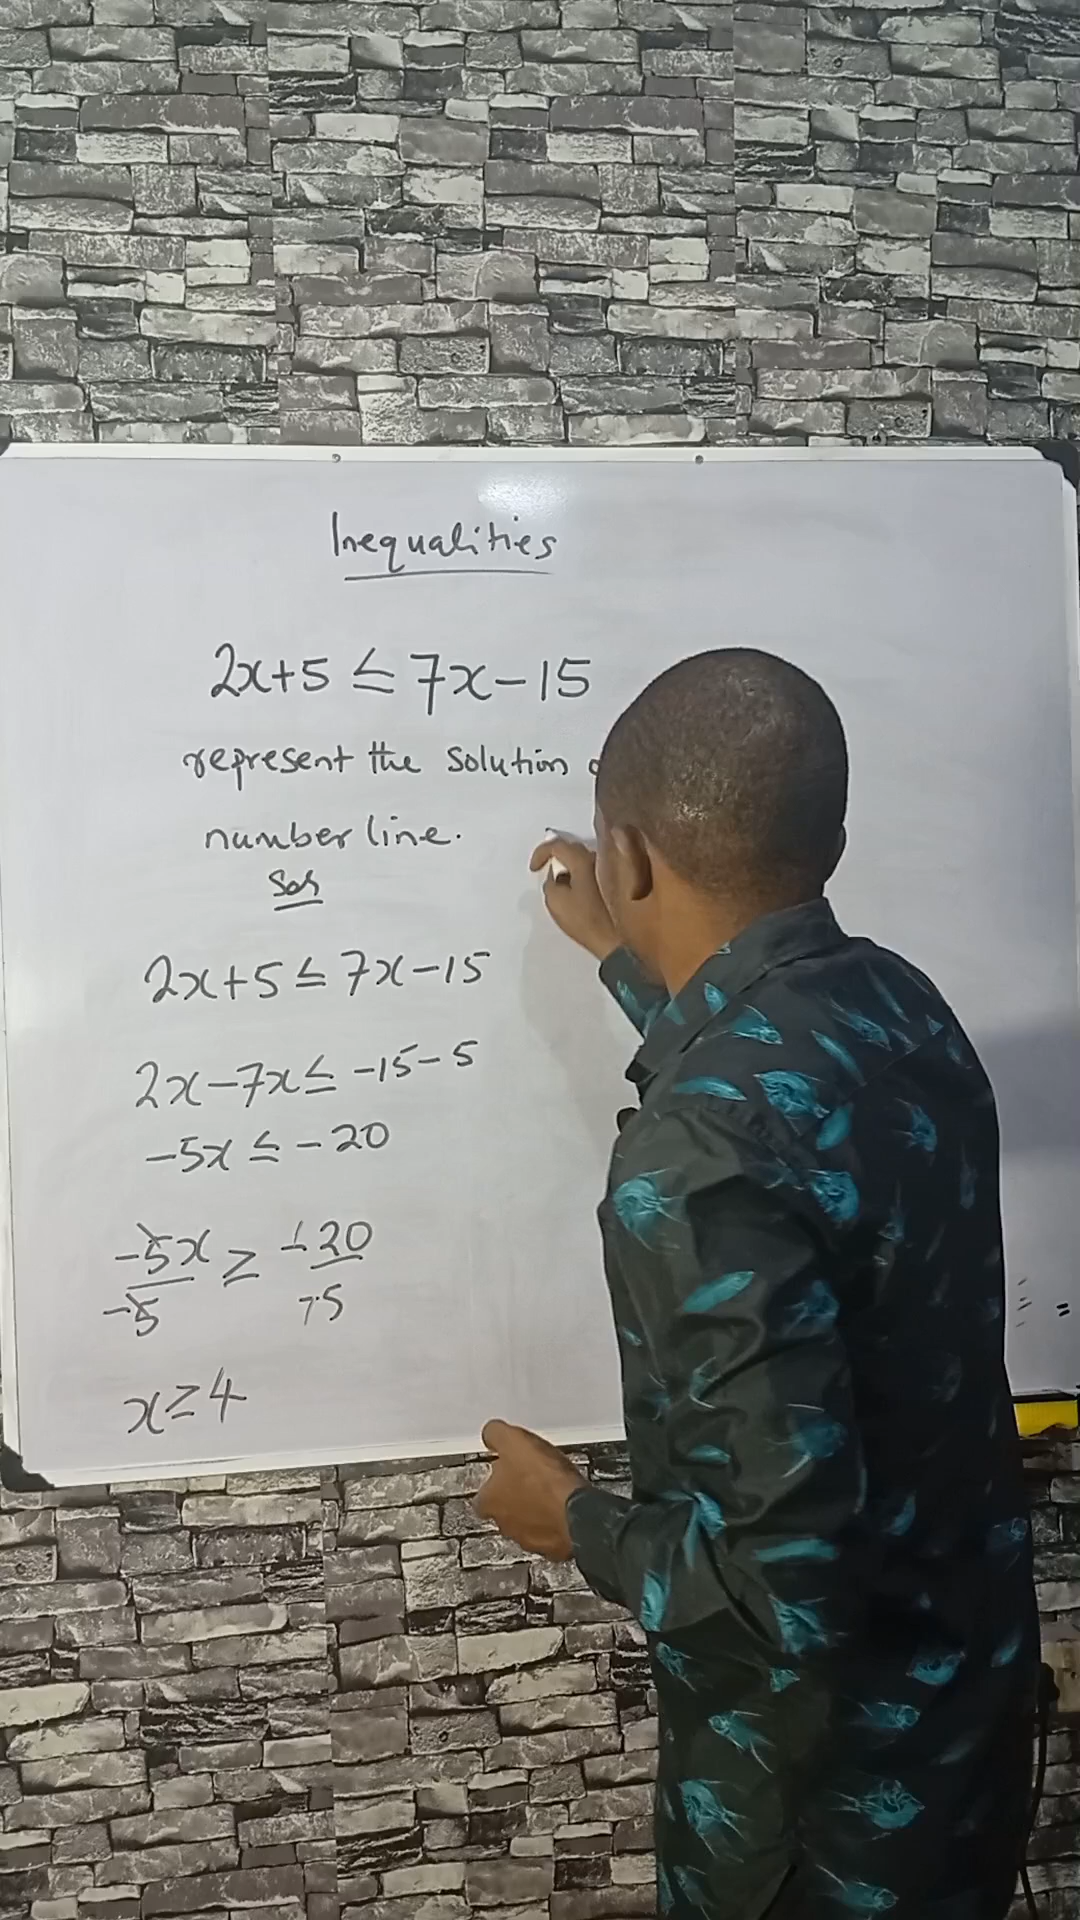 Inequalities
2x+5 ≤ 7x-15
represent the solution
number line.
Sol
2x+5 ≤ 7x-15
2x-7x ≤ -15-5
-5x ≤ -20
-5x/-5 ≥ -20/-5
x ≥ 4